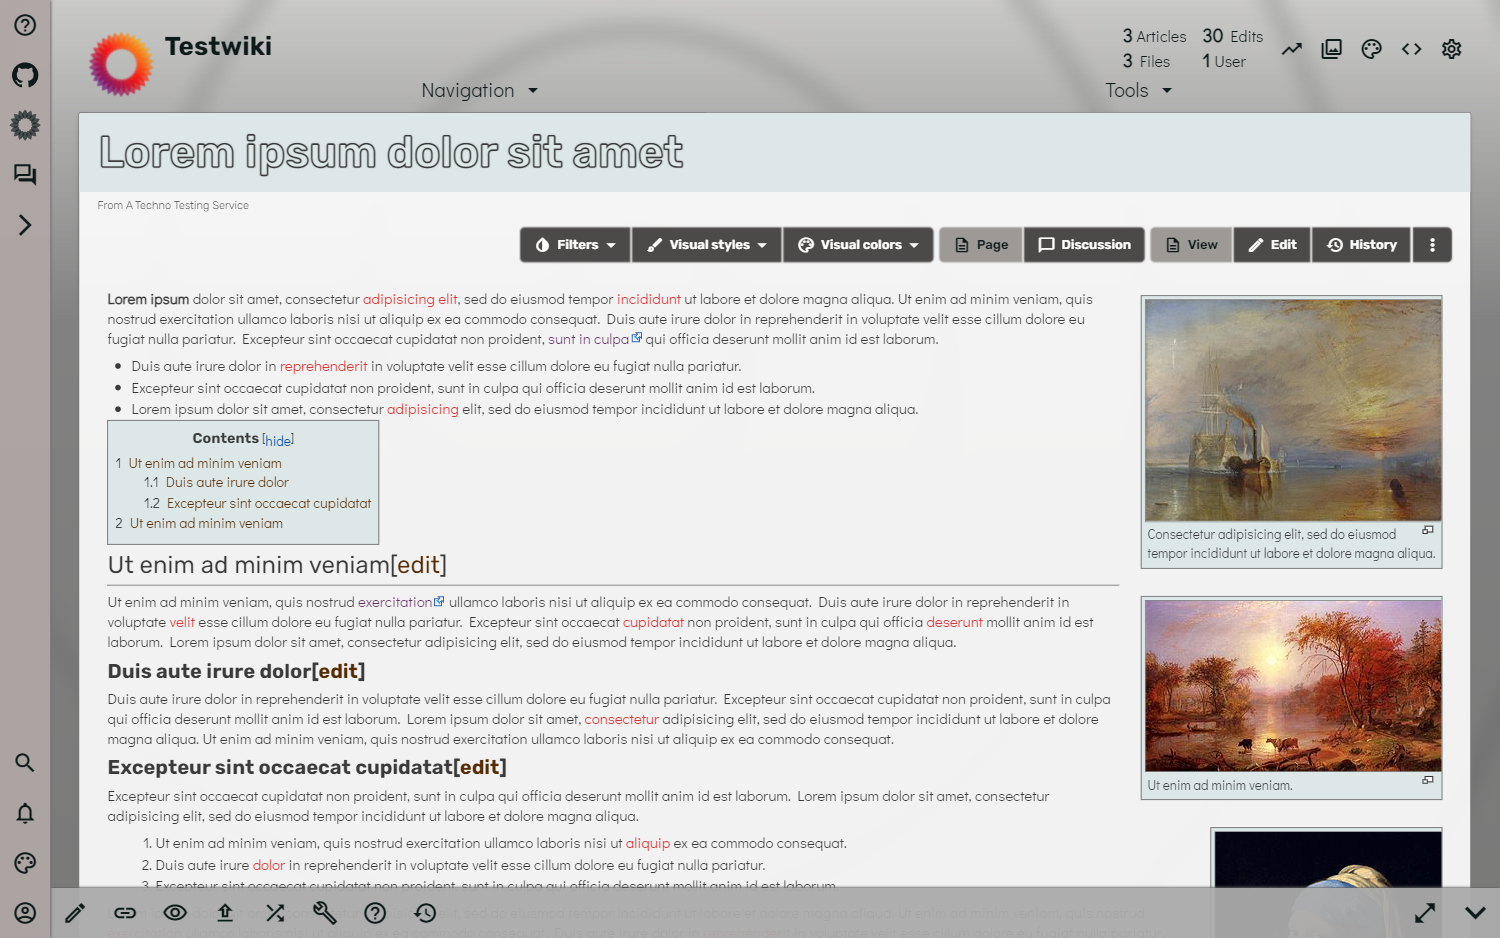 Testwiki
3 Articles 30 Edits
3 Files 1 User
Navigation
Tools
Lorem ipsum dolor sit amet
From A Techno Testing Service
Filters Visual styles Visual colors Page Discussion View Edit History
Lorem ipsum dolor sit amet, consectetur adipisicing elit, sed do eiusmod tempor incididunt ut labore et dolore magna aliqua. Ut enim ad minim veniam, quis
nostrud exercitation ullamco laboris nisi ut aliquip ex ea commodo consequat. Duis aute irure dolor in reprehenderit in voluptate velit esse cillum dolore eu
fugiat nulla pariatur. Excepteur sint occaecat cupidatat non proident, sunt in culpa qui officia deserunt mollit anim id est laborum.
Duis aute irure dolor in reprehenderit in voluptate velit esse cillum dolore eu fugiat nulla pariatur.
Excepteur sint occaecat cupidatat non proident, sunt in culpa qui officia deserunt mollit anim id est laborum.
Lorem ipsum dolor sit amet, consectetur adipisicing elit, sed do eiusmod tempor incididunt ut labore et dolore magna aliqua.
Contents [hide]
1 Ut enim ad minim veniam
1.1 Duis aute irure dolor
1.2 Excepteur sint occaecat cupidatat
2 Ut enim ad minim veniam
Consectetur adipisicing elit, sed do eiusmod
tempor incididunt ut labore et dolore magna aliqua.
Ut enim ad minim veniam[edit]
Ut enim ad minim veniam, quis nostrud exercitation ullamco laboris nisi ut aliquip ex ea commodo consequat. Duis aute irure dolor in reprehenderit in
voluptate velit esse cillum dolore eu fugiat nulla pariatur. Excepteur sint occaecat cupidatat non proident, sunt in culpa qui officia deserunt mollit anim id est
laborum. Lorem ipsum dolor sit amet, consectetur adipisicing elit, sed do eiusmod tempor incididunt ut labore et dolore magna aliqua.
Duis aute irure dolor[edit]
Duis aute irure dolor in reprehenderit in voluptate velit esse cillum dolore eu fugiat nulla pariatur. Excepteur sint occaecat cupidatat non proident, sunt in culpa
qui officia deserunt mollit anim id est laborum. Lorem ipsum dolor sit amet, consectetur adipisicing elit, sed do eiusmod tempor incididunt ut labore et dolore
magna aliqua. Ut enim ad minim veniam, quis nostrud exercitation ullamco laboris nisi ut aliquip ex ea commodo consequat.
Ut enim ad minim veniam.
Excepteur sint occaecat cupidatat[edit]
Excepteur sint occaecat cupidatat non proident, sunt in culpa qui officia deserunt mollit anim id est laborum. Lorem ipsum dolor sit amet, consectetur
adipisicing elit, sed do eiusmod tempor incididunt ut labore et dolore magna aliqua.
1. Ut enim ad minim veniam, quis nostrud exercitation ullamco laboris nisi ut aliquip ex ea commodo consequat.
2. Duis aute irure dolor in reprehenderit in voluptate velit esse cillum dolore eu fugiat nulla pariatur.
3. Excepteur sint occaecat cupidatat non proident, sunt in culpa qui officia deserunt mollit anim id est laborum.